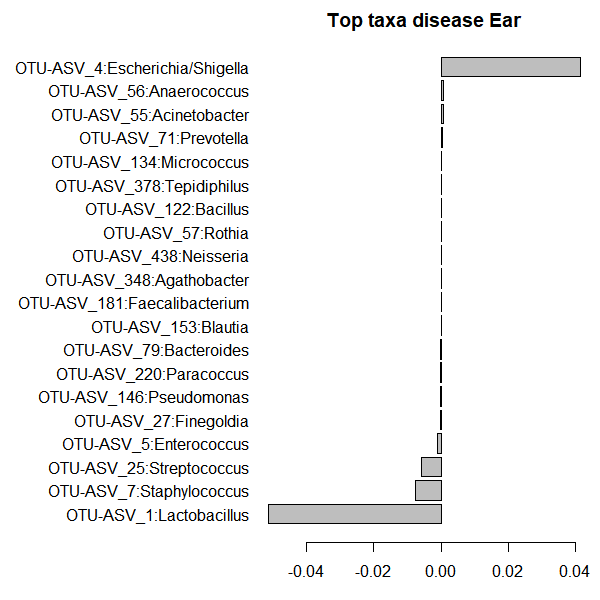 Top taxa disease Ear
OTU-ASV_4:Escherichia/Shigella
OTU-ASV_56:Anaerococcus
OTU-ASV_55:Acinetobacter
OTU-ASV_71:Prevotella
OTU-ASV_134:Micrococcus
OTU-ASV_378:Tepidiphilus
OTU-ASV_122:Bacillus
OTU-ASV_57:Rothia
OTU-ASV_438:Neisseria
OTU-ASV_348:Agathobacter
OTU-ASV_181:Faecalibacterium
OTU-ASV_153:Blautia
OTU-ASV_79:Bacteroides
OTU-ASV_220:Paracoccus
OTU-ASV_146:Pseudomonas
OTU-ASV_27:Finegoldia
OTU-ASV_5:Enterococcus
OTU-ASV_25:Streptococcus
OTU-ASV_7:Staphylococcus
OTU-ASV_1:Lactobacillus
-0.04 -0.02 0.00 0.02 0.04